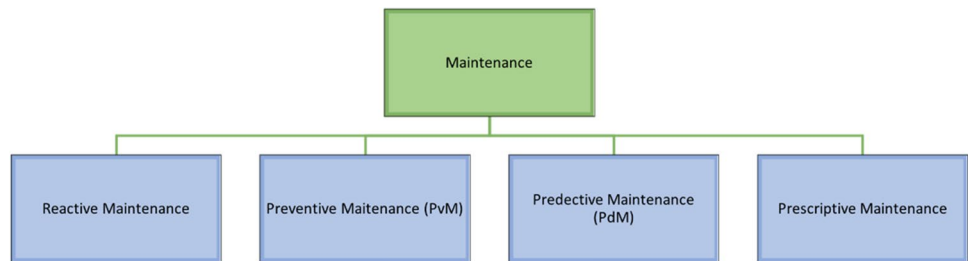 Maintenance
Reactive Maintenance
Preventive Maitenance (PvM)
Predective Maintenance
(PdM)
Prescriptive Maintenance